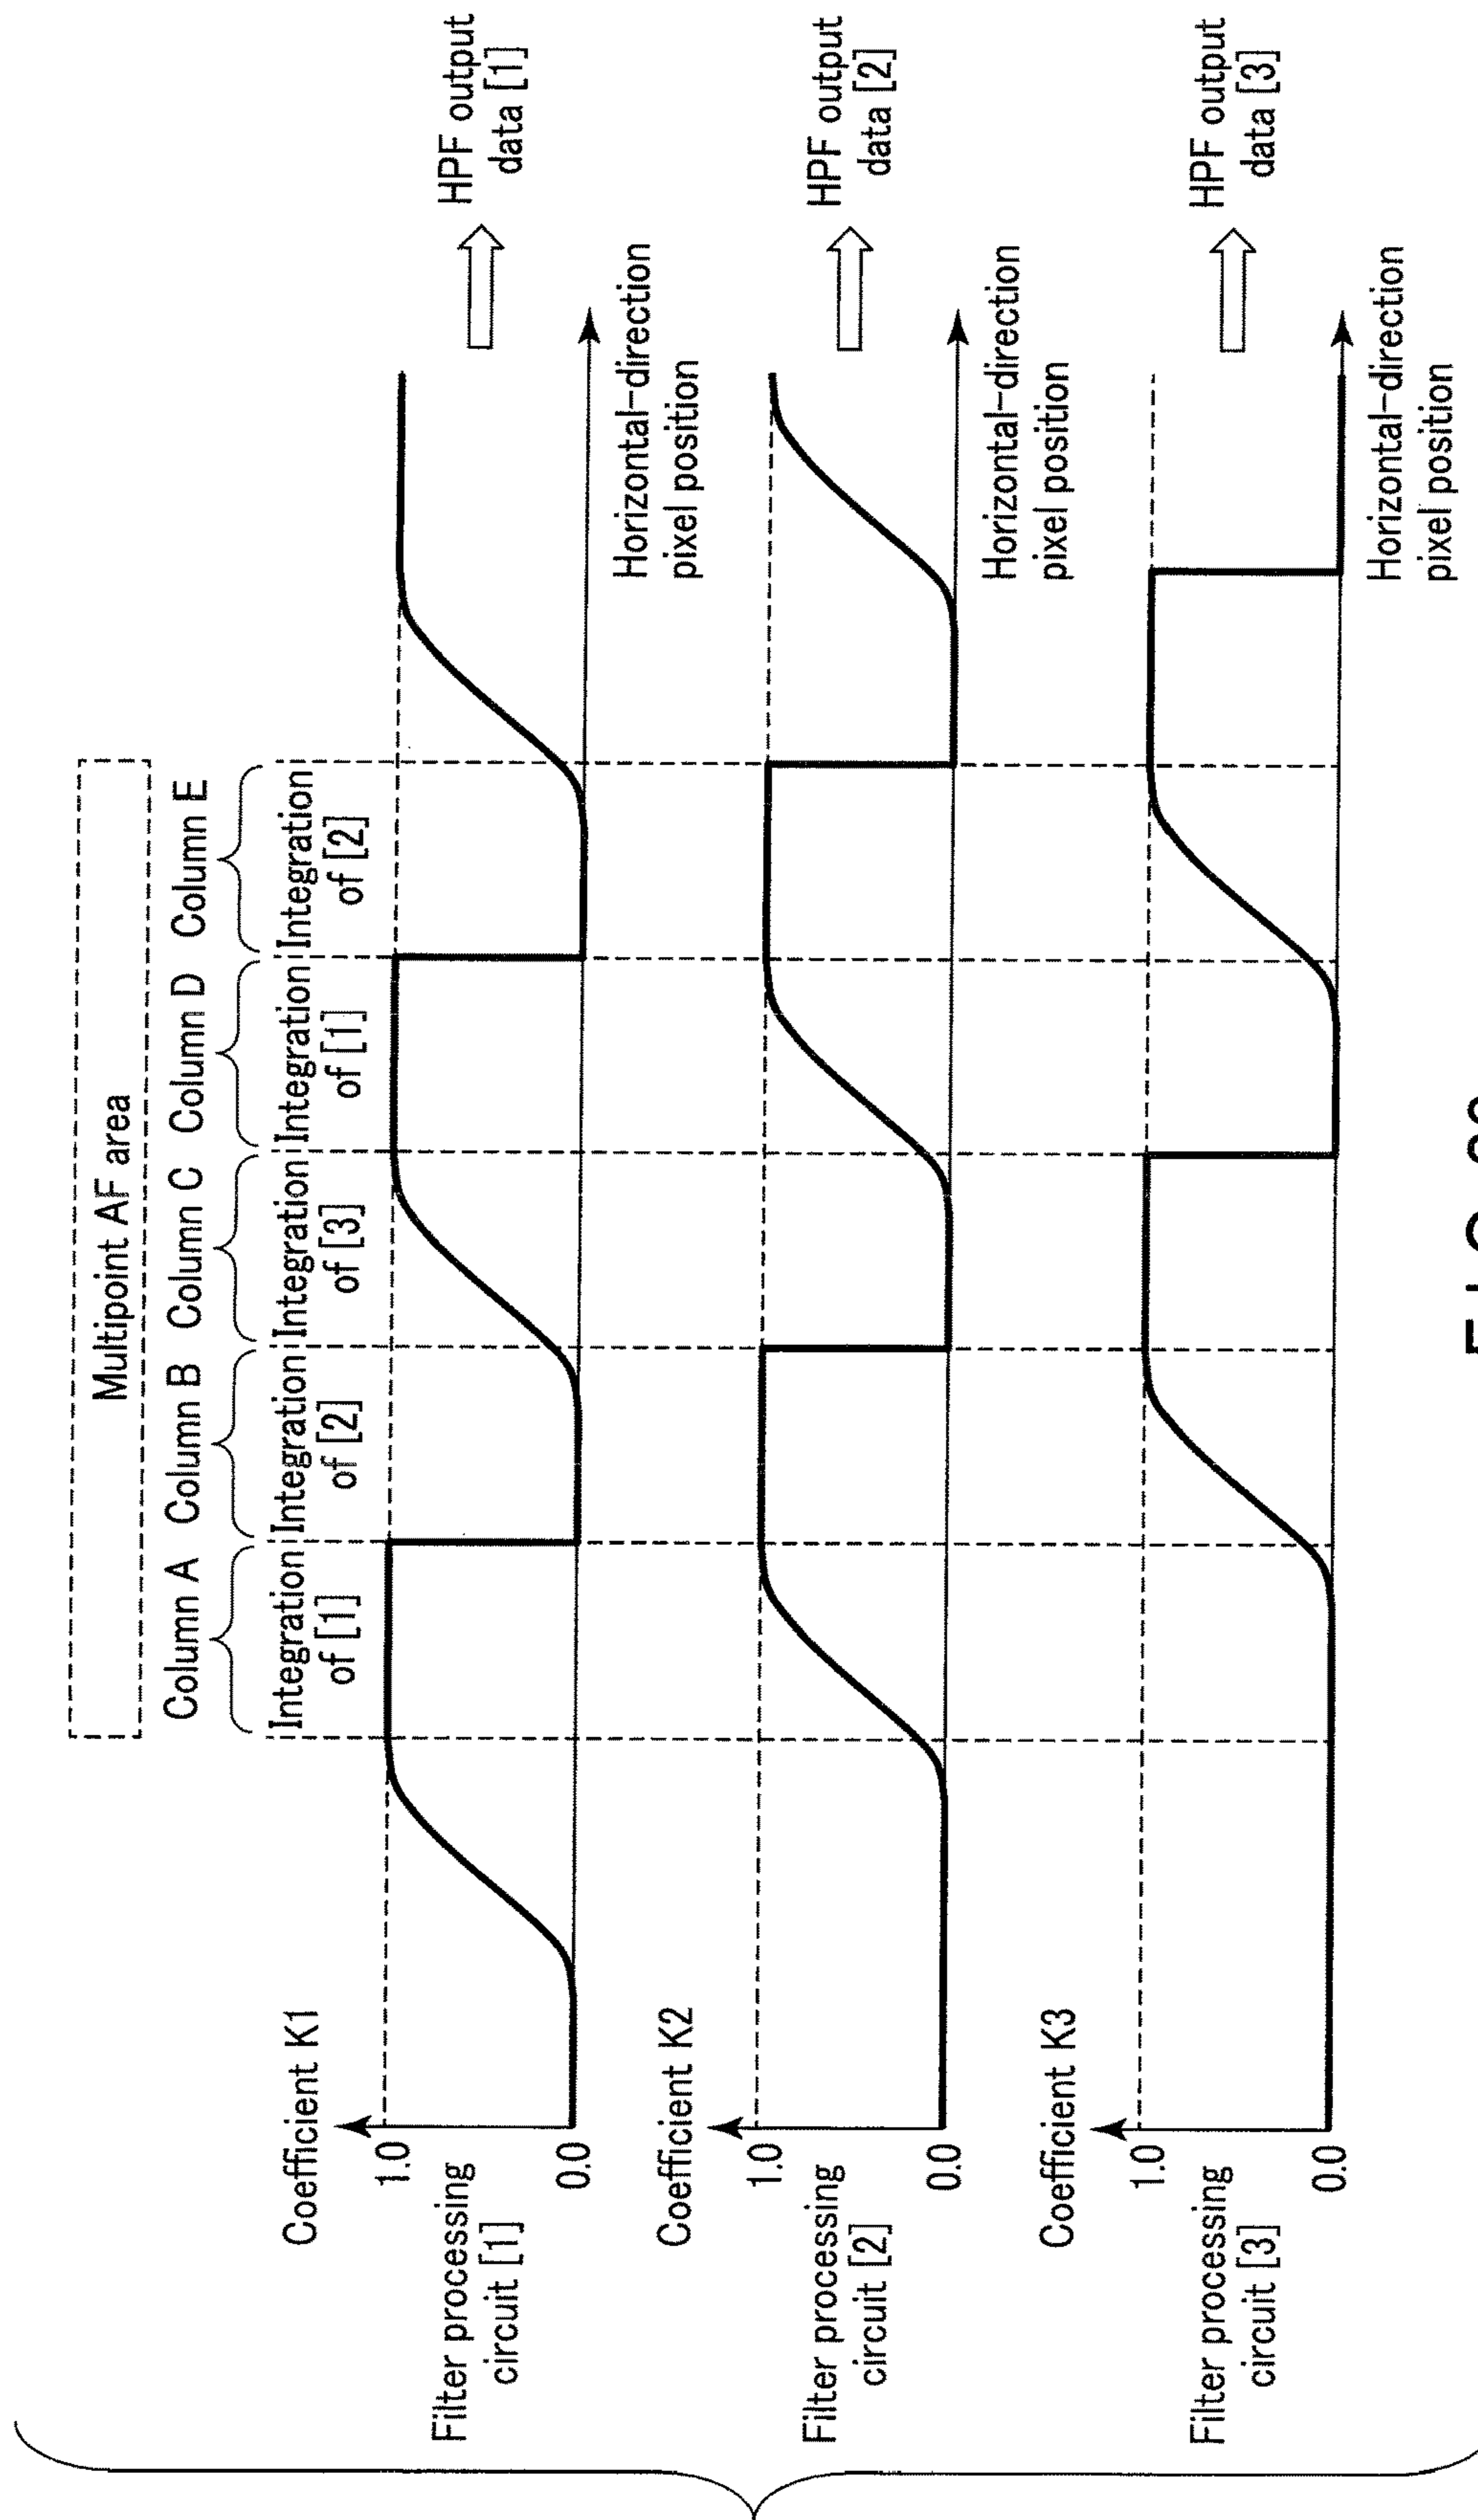 Multipoint AF area
Column A Column B Column C Column D Column E
Integration of [1]
Integration of [2]
Integration of [3]
Integration of [1]
Integration of [2]
Coefficient K1
1.0
0.0
Filter processing
circuit [1]
Horizontal-direction
pixel position
HPF output
data [1]
Coefficient K2
1.0
0.0
Filter processing
circuit [2]
Horizontal-direction
pixel position
HPF output
data [2]
Coefficient K3
1.0
0.0
Filter processing
circuit [3]
Horizontal-direction
pixel position
HPF output
data [3]